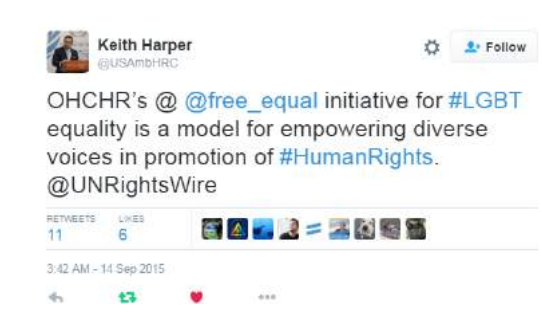 Keith Harper
@USAmbHRC
Follow
OHCHR's @ @free_equal initiative for #LGBT
equality is a model for empowering diverse
voices in promotion of #HumanRights.
@UNRightsWire
RETWEETS LIKES
11 6
3:42 AM - 14 Sep 2015